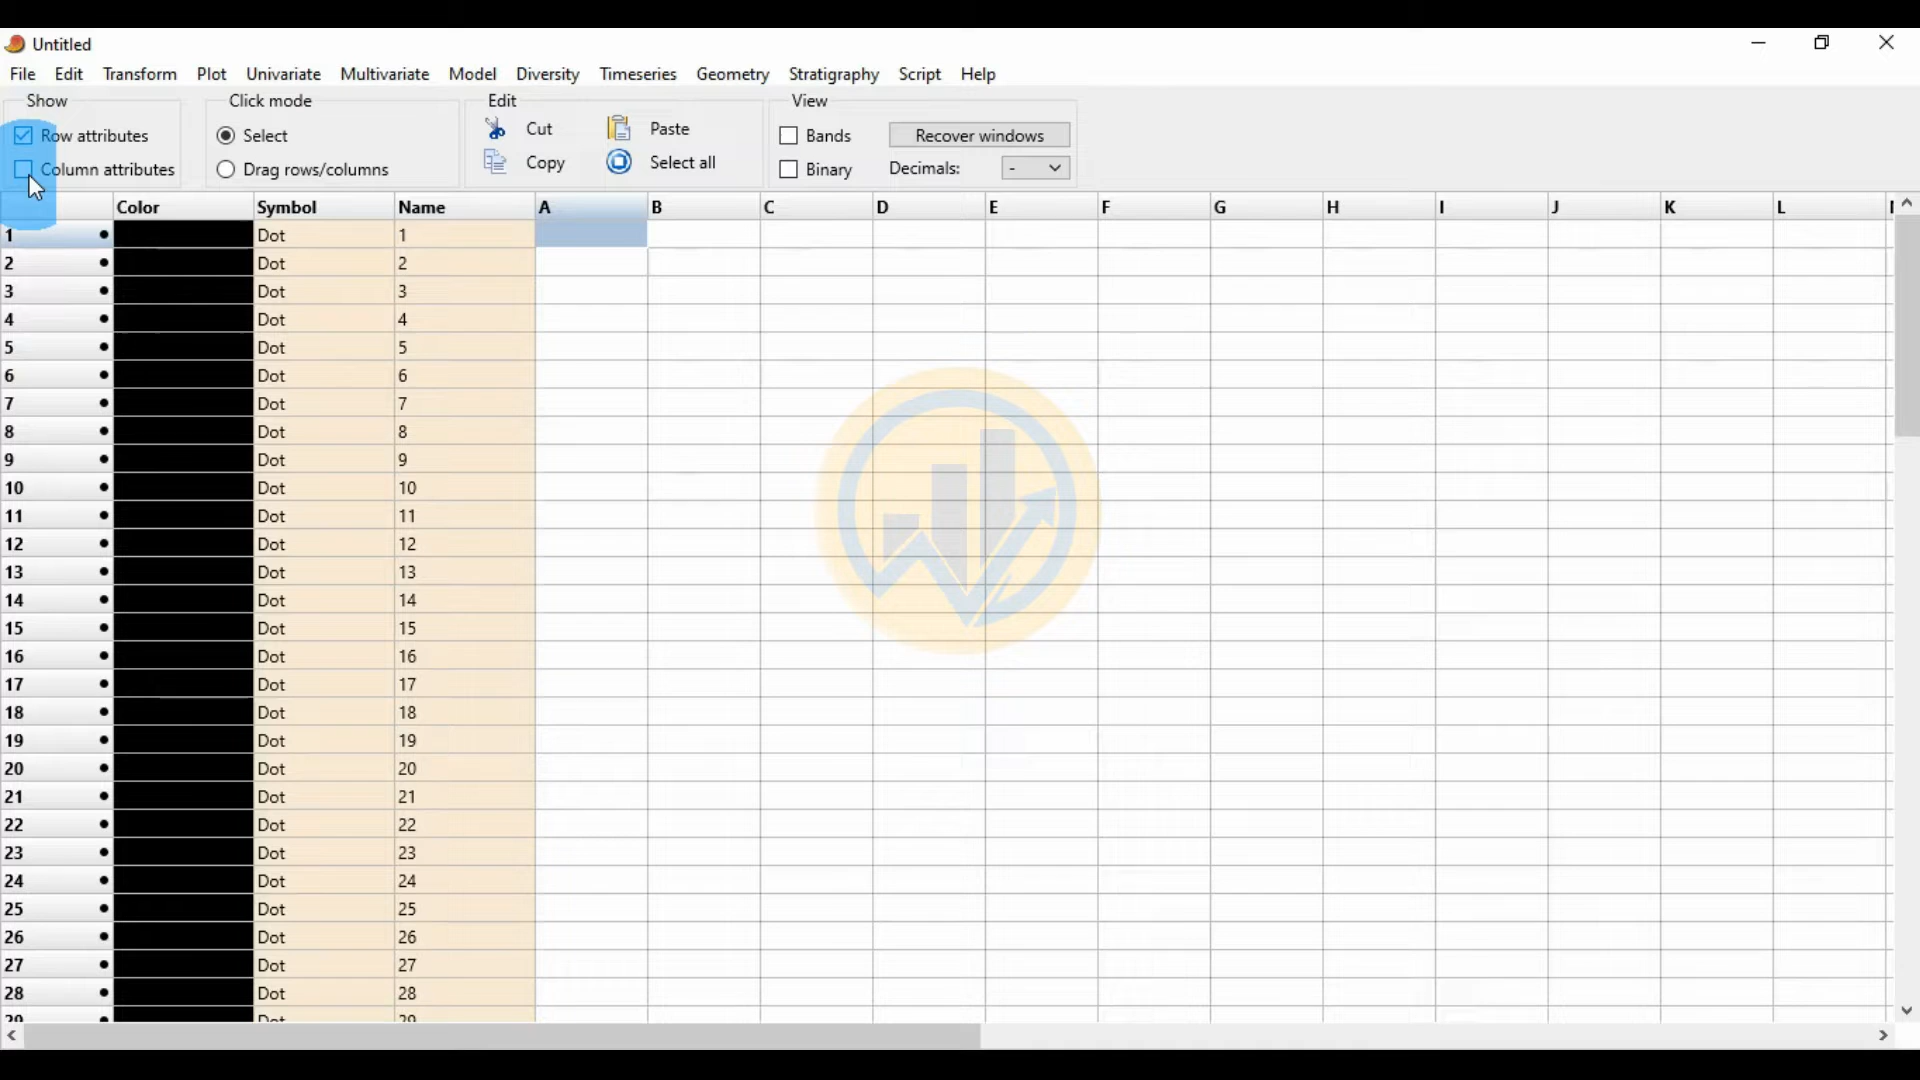 Untitled
File Edit Transform Plot Univariate Multivariate Model Diversity Timeseries Geometry Stratigraphy Script Help
Show Click mode Edit View
Row attributes Select Cut Paste Bands Recover windows
Column attributes Drag rows/columns Copy Select all Binary Decimals: -
Color Symbol Name A B C D E F G H I J K L
1 Dot 1
2 Dot 2
3 Dot 3
4 Dot 4
5 Dot 5
6 Dot 6
7 Dot 7
8 Dot 8
9 Dot 9
10 Dot 10
11 Dot 11
12 Dot 12
13 Dot 13
14 Dot 14
15 Dot 15
16 Dot 16
17 Dot 17
18 Dot 18
19 Dot 19
20 Dot 20
21 Dot 21
22 Dot 22
23 Dot 23
24 Dot 24
25 Dot 25
26 Dot 26
27 Dot 27
28 Dot 28
29 Dot 29